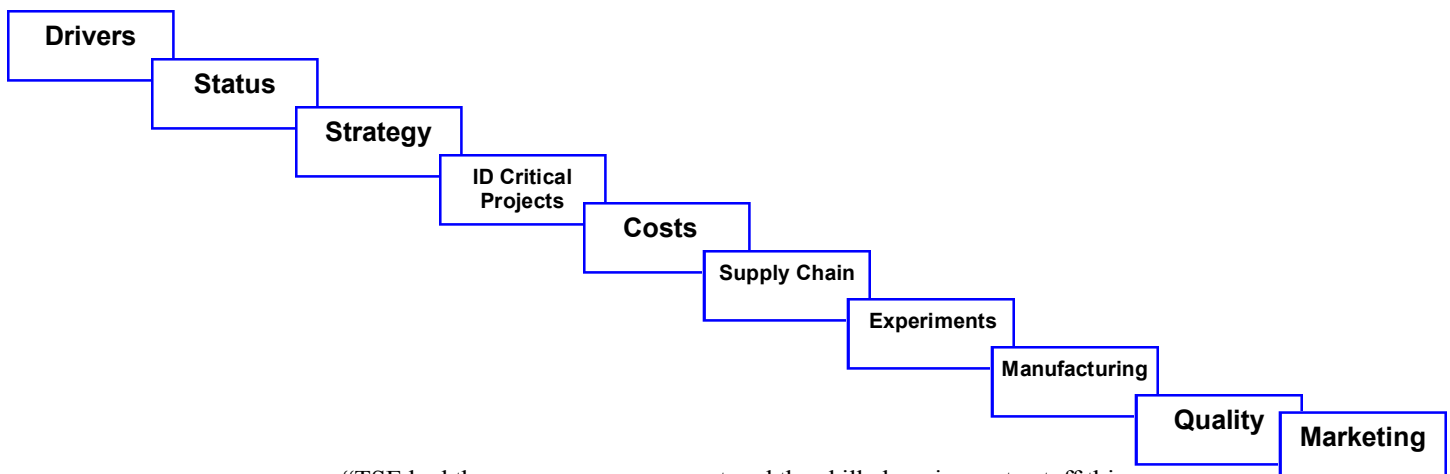 Drivers
Status
Strategy
ID Critical
Projects
Costs
Supply Chain
Experiments
Manufacturing
Quality
Marketing